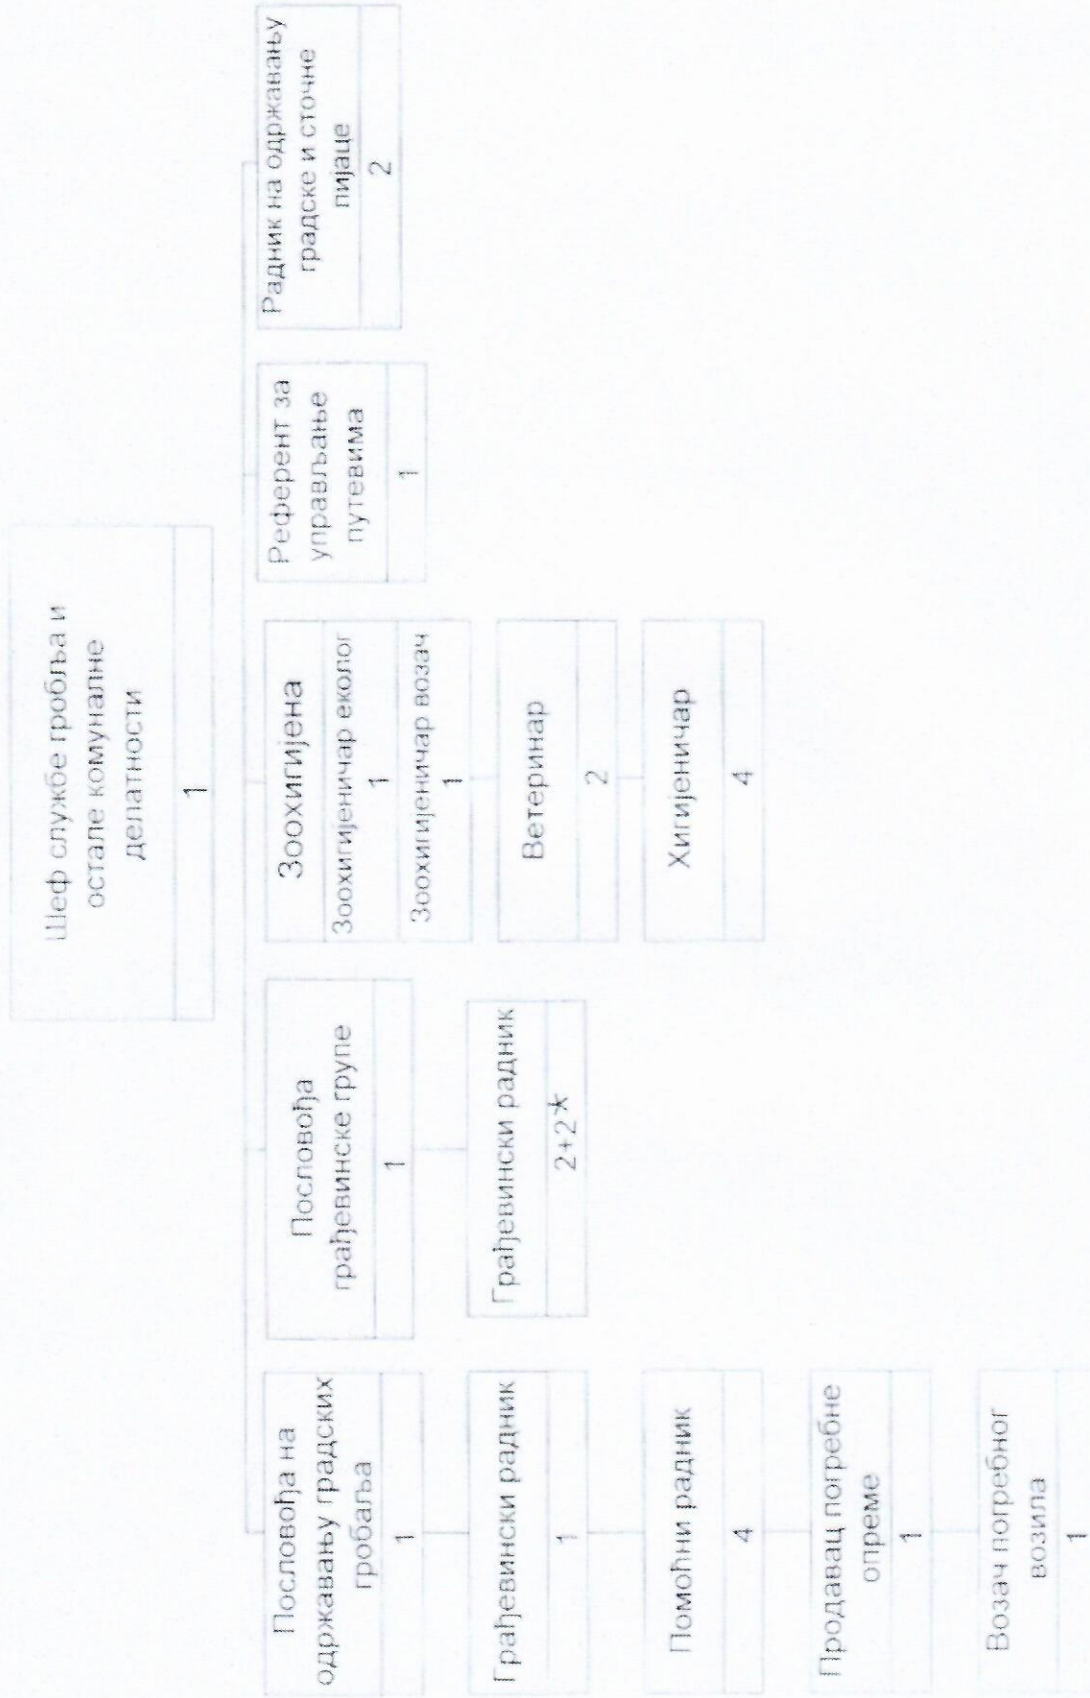 Шеф службе гробља и
остале комуналне
делатности
1
Пословођа на
одржавању градских
гробаља
1
Грађевински радник
1
Помоћни радник
4
Продавац погребне
опреме
1
Возач погребног
возила
1
Пословођа
грађевинске групе
1
Грађевински радник
2+2*
Зоохигијена
Зоохигијеничар еколог
1
Зоохигијеничар возач
1
Ветеринар
2
Хигијеничар
4
Референт за
управљање
путевима
1
Радник на одржавању
градске и сточне
пијаце
2